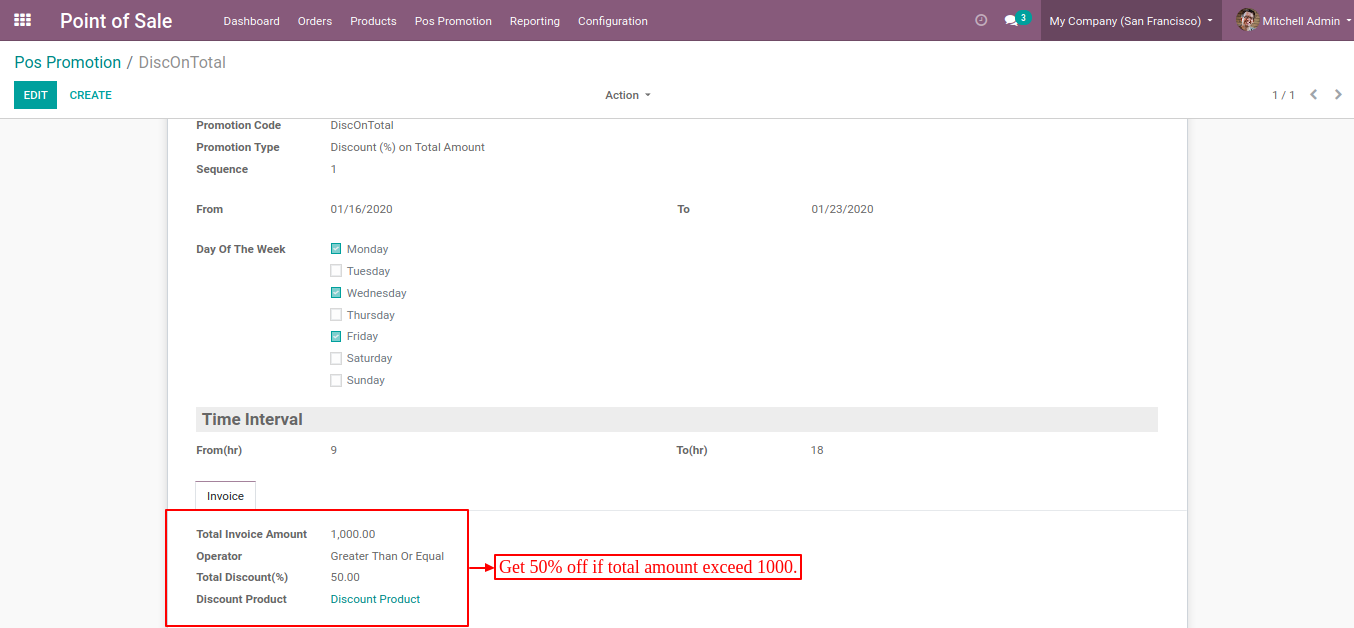 Point of Sale Dashboard Orders Products Pos Promotion Reporting Configuration 3 My Company (San Francisco) Mitchell Admin
Pos Promotion / DiscOnTotal
EDIT CREATE Action 1 / 1
Promotion Code DiscOnTotal
Promotion Type Discount (%) on Total Amount
Sequence 1
From 01/16/2020 To 01/23/2020
Day Of The Week Monday
Tuesday
Wednesday
Thursday
Friday
Saturday
Sunday
Time Interval
From(hr) 9 To(hr) 18
Invoice
Total Invoice Amount 1,000.00
Operator Greater Than Or Equal
Get 50% off if total amount exceed 1000.
Total Discount(%) 50.00
Discount Product Discount Product